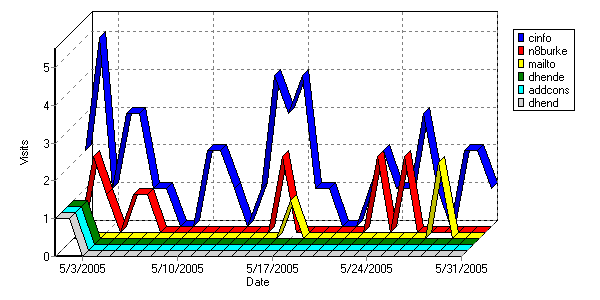 cinfo
n8burke
mailto
dhende
addcons
dhend
Visits
5
4
3
2
1
0
5/3/2005 5/10/2005 5/17/2005 5/24/2005 5/31/2005
Date